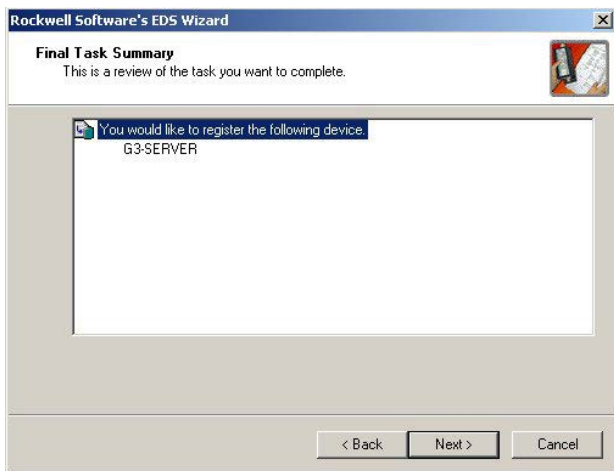 Rockwell Software's EDS Wizard
Final Task Summary
This is a review of the task you want to complete.
You would like to register the following device.
G3-SERVER
< Back
Next >
Cancel